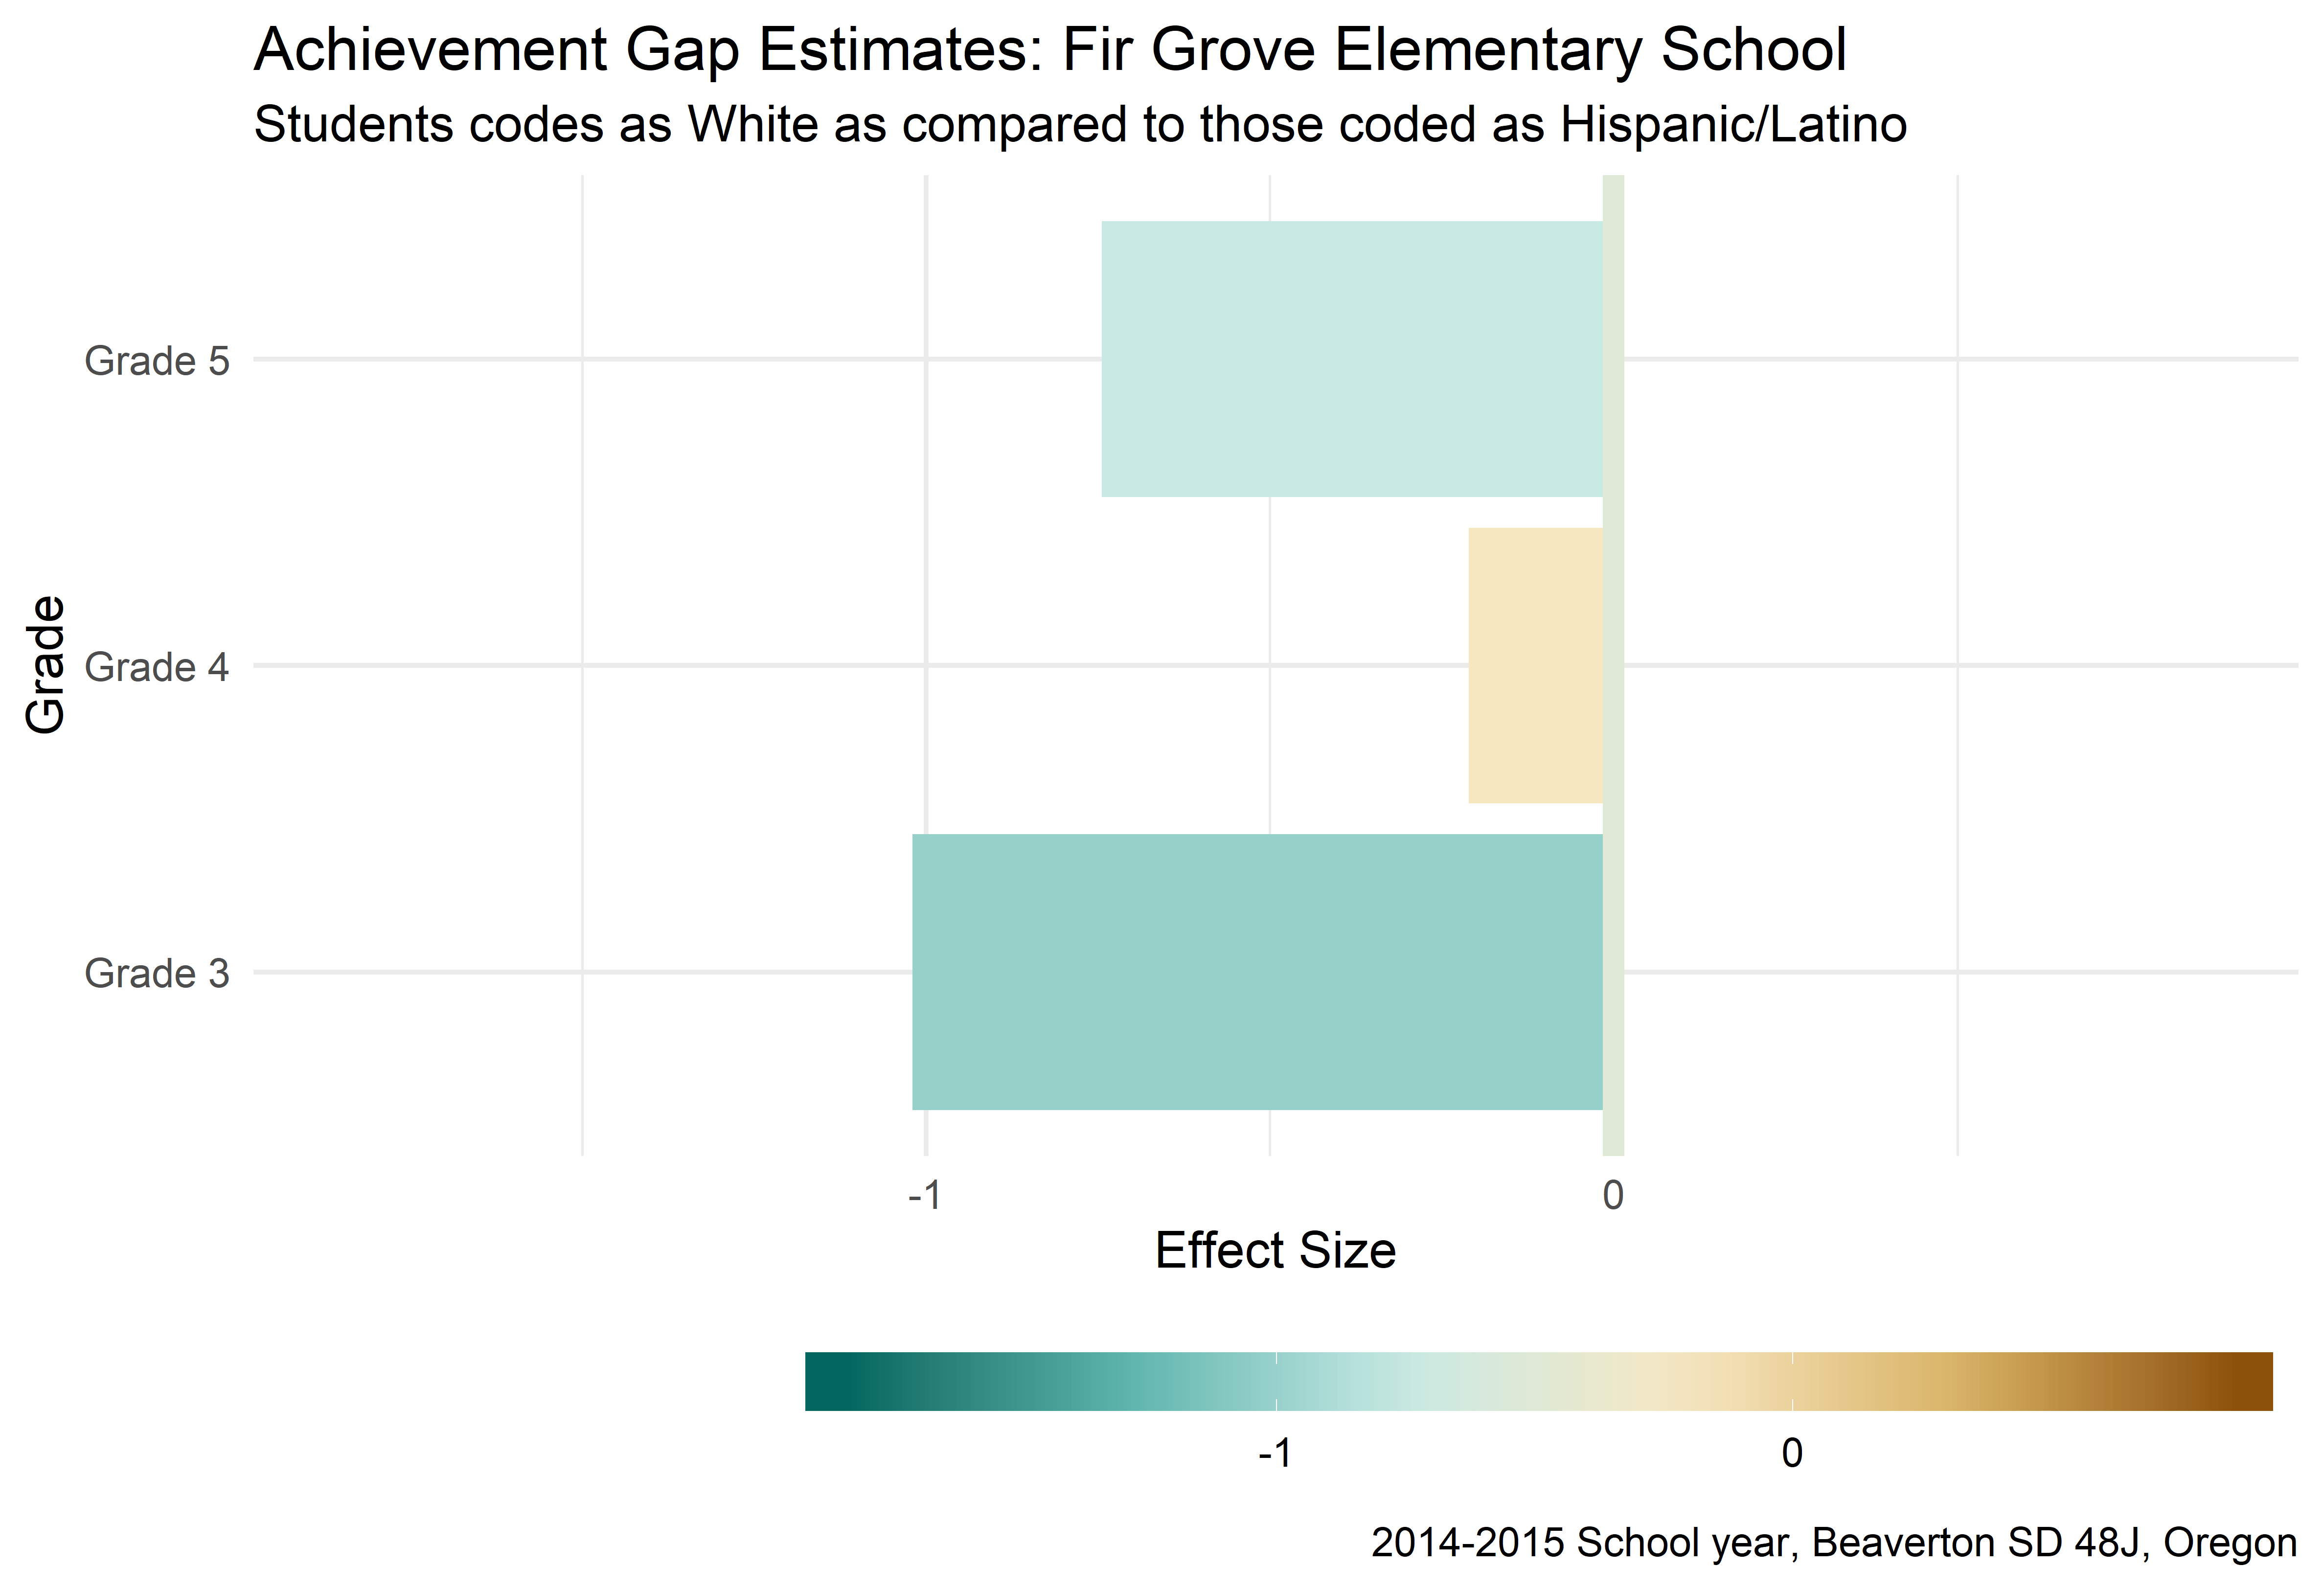 Achievement Gap Estimates: Fir Grove Elementary School
Students codes as White as compared to those coded as Hispanic/Latino
Grade
Grade 5
Grade 4
Grade 3
-1
0
Effect Size
-1
0
2014-2015 School year, Beaverton SD 48J, Oregon